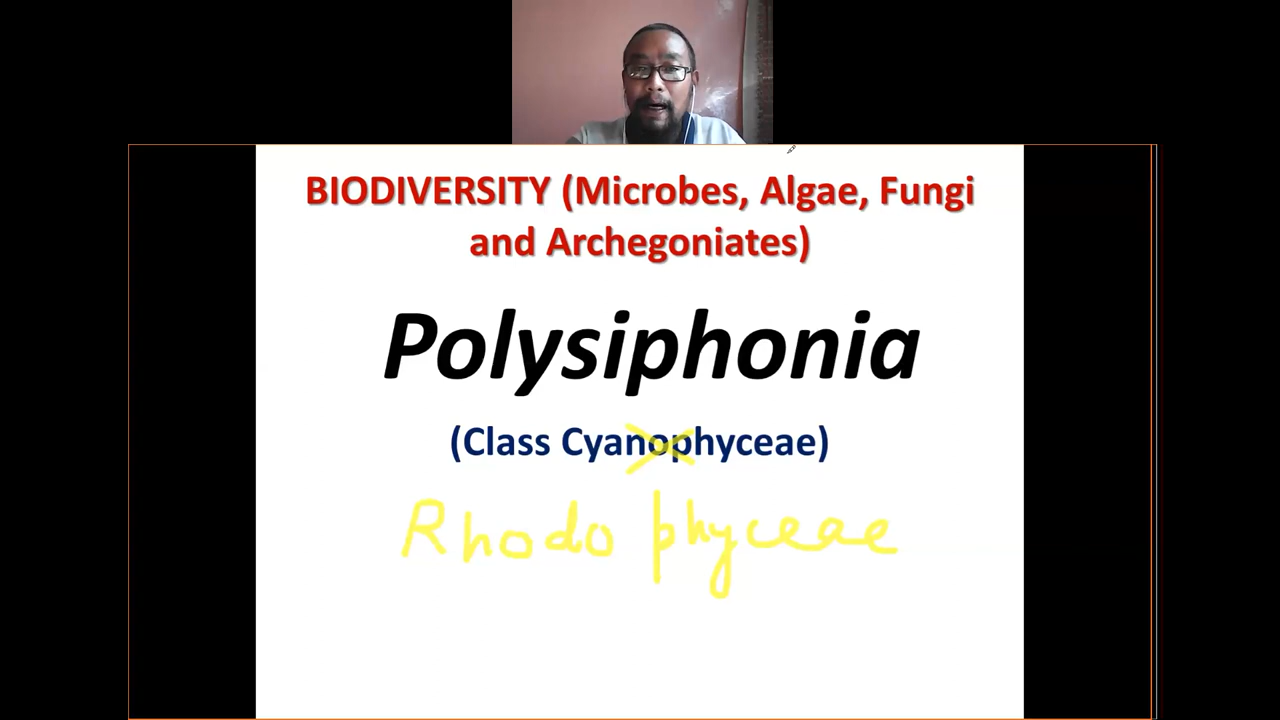 BIODIVERSITY (Microbes, Algae, Fungi
and Archegoniates)
Polysiphonia
(Class Cyanophyceae)
Rhodophyceae